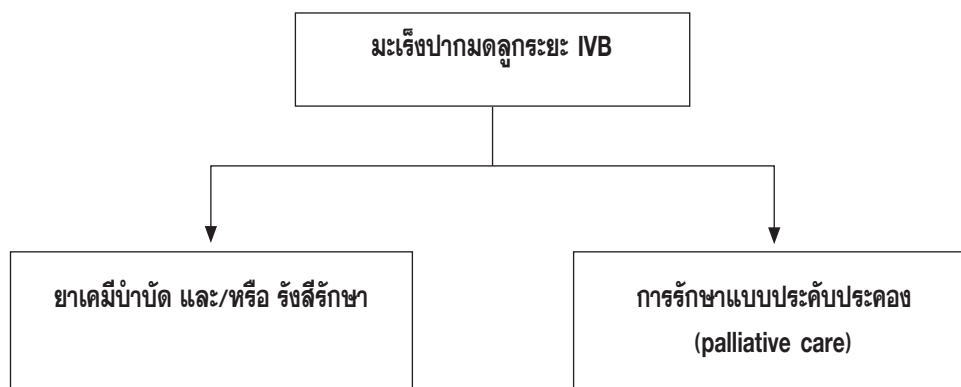 มะเร็งปากมดลูกระยะ IVB
ยาเคมีบำบัด และ/หรือ รังสีรักษา
การรักษาแบบประคับประคอง
(palliative care)